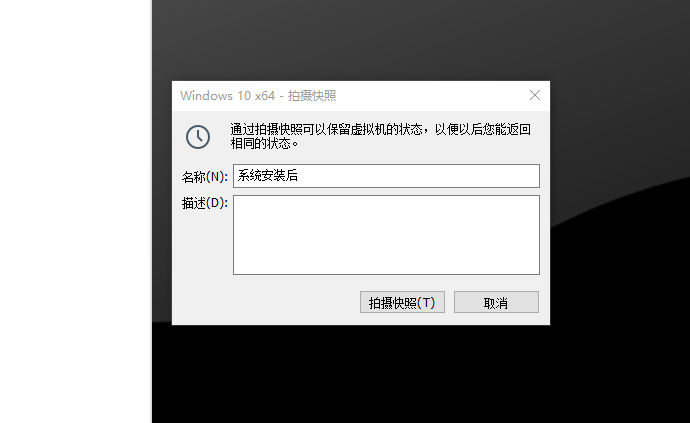 Windows 10 x64 - 拍摄快照
通过拍摄快照可以保留虚拟机的状态，以便以后您能返回
相同的状态。
名称(N): 系统安装后
描述(D):
拍摄快照(T) 取消